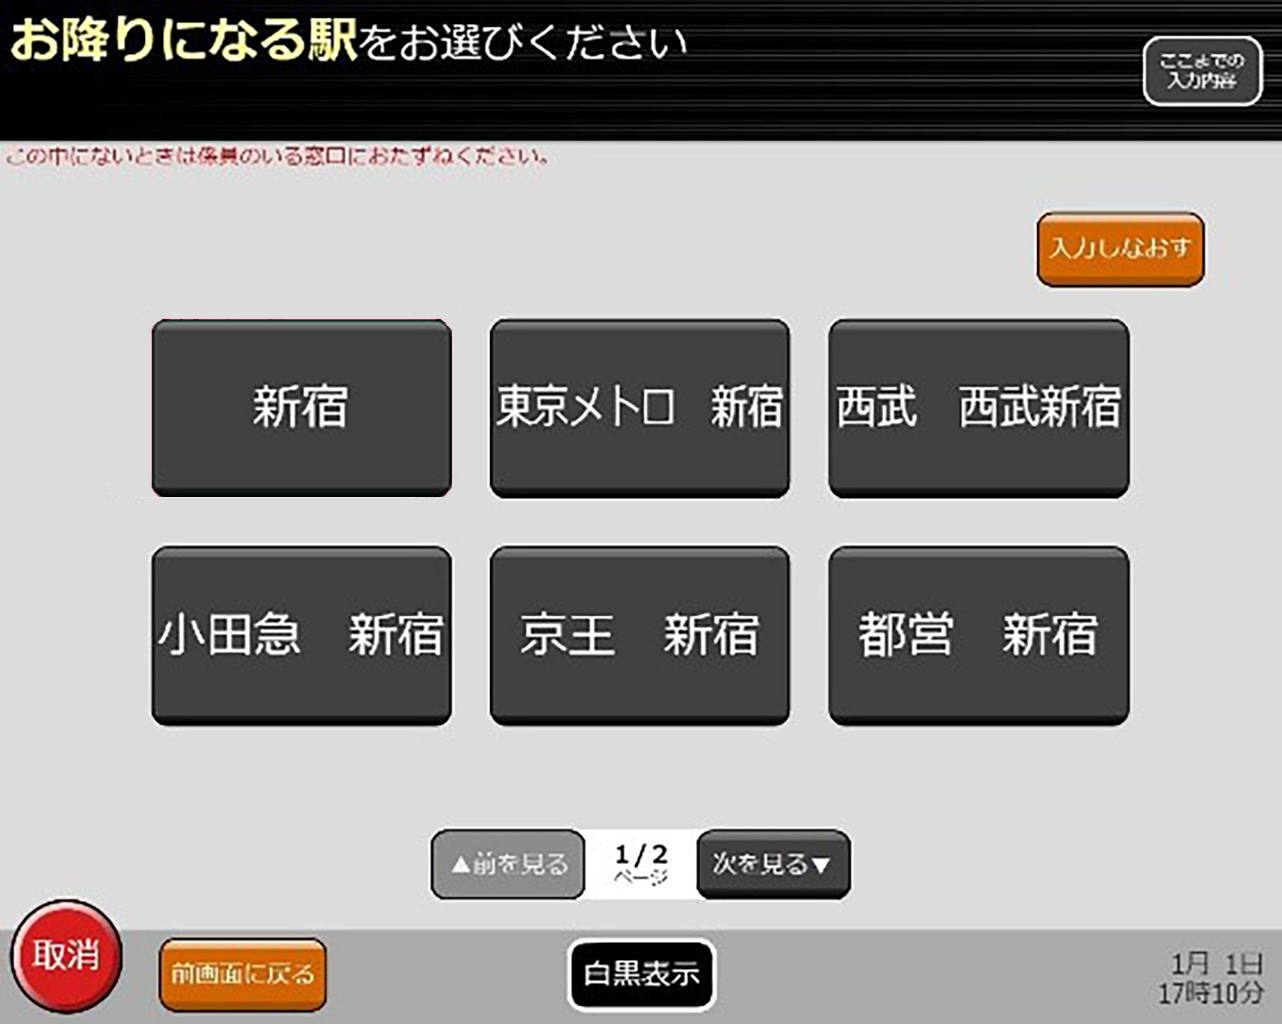 お降りになる駅をお選びください
ここまでの
入力内容
この中にないときは係員のいる窓口におたずねください。
入力しなおす
新宿
東京メトロ　新宿
西武　西武新宿
小田急　新宿
京王　新宿
都営　新宿
▲前を見る
1/2
ページ
次を見る▼
取消
前画面に戻る
白黒表示
1月 1日
17時10分